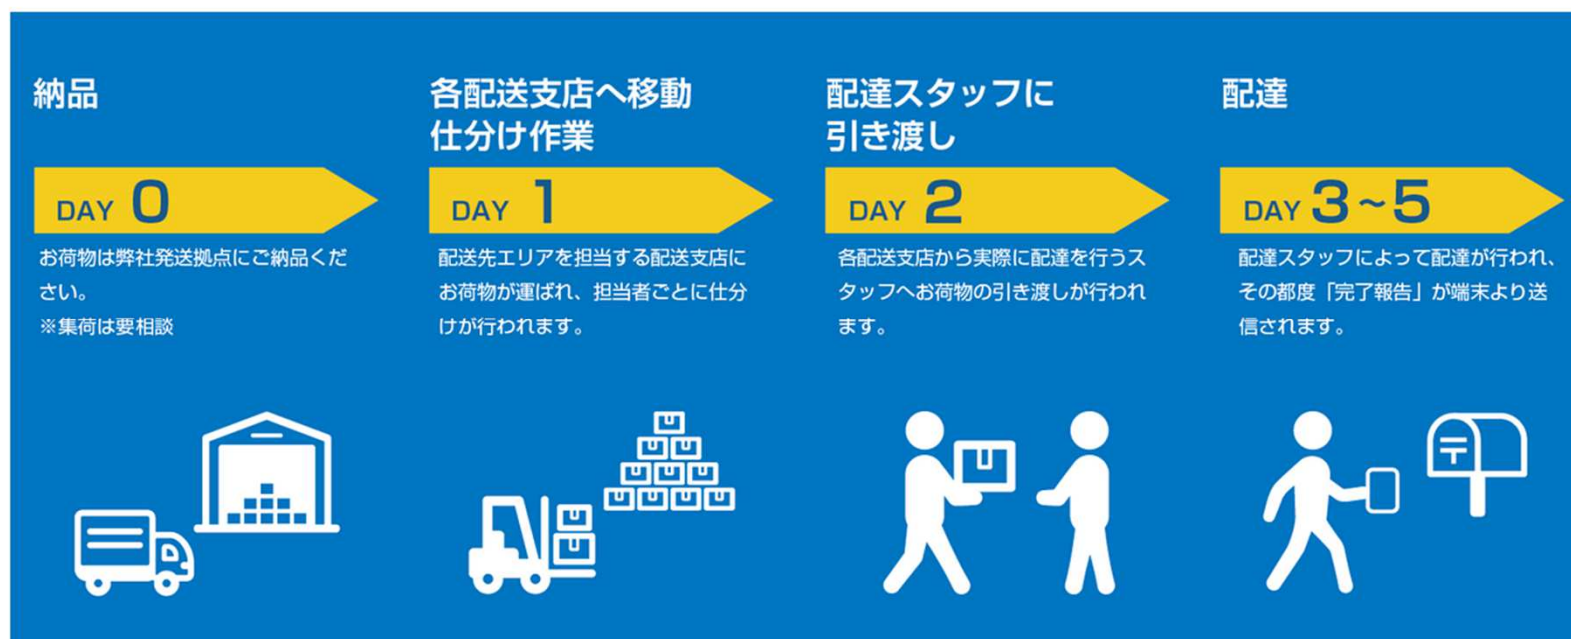 納品
DAY 0
お荷物は弊社発送拠点にご納品くだ
さい。
※集荷は要相談
各配送支店へ移動
仕分け作業
DAY 1
配送先エリアを担当する配送支店に
お荷物が運ばれ、担当者ごとに仕分
けが行われます。
配達スタッフに
引き渡し
DAY 2
各配送支店から実際に配達を行うス
タッフへお荷物の引き渡しが行われ
ます。
配達
DAY 3~5
配達スタッフによって配達が行われ、
その都度「完了報告」が端末より送
信されます。
〒